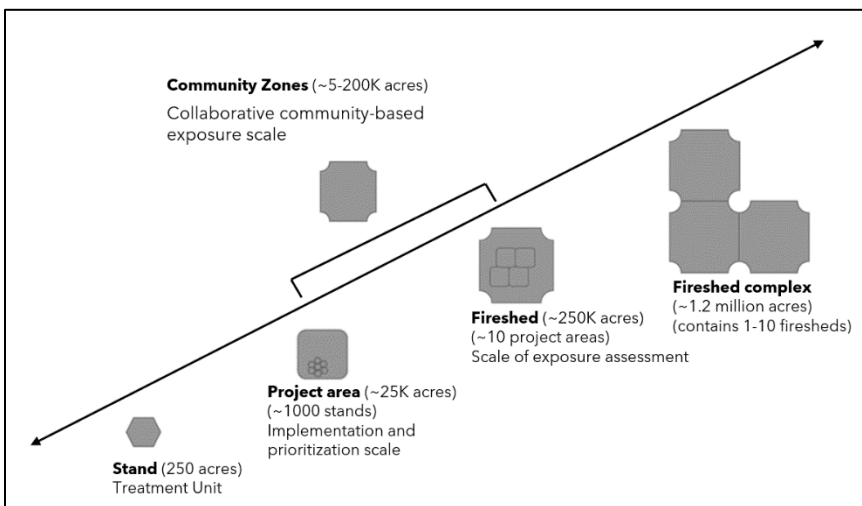 Community Zones (~5-200K acres)
Collaborative community-based
exposure scale
Fireshed complex
(~1.2 million acres)
(contains 1-10 firesheds)
Fireshed (~250K acres)
(~10 project areas)
Scale of exposure assessment
Project area (~25K acres)
(~1000 stands)
Implementation and
prioritization scale
Stand (250 acres)
Treatment Unit